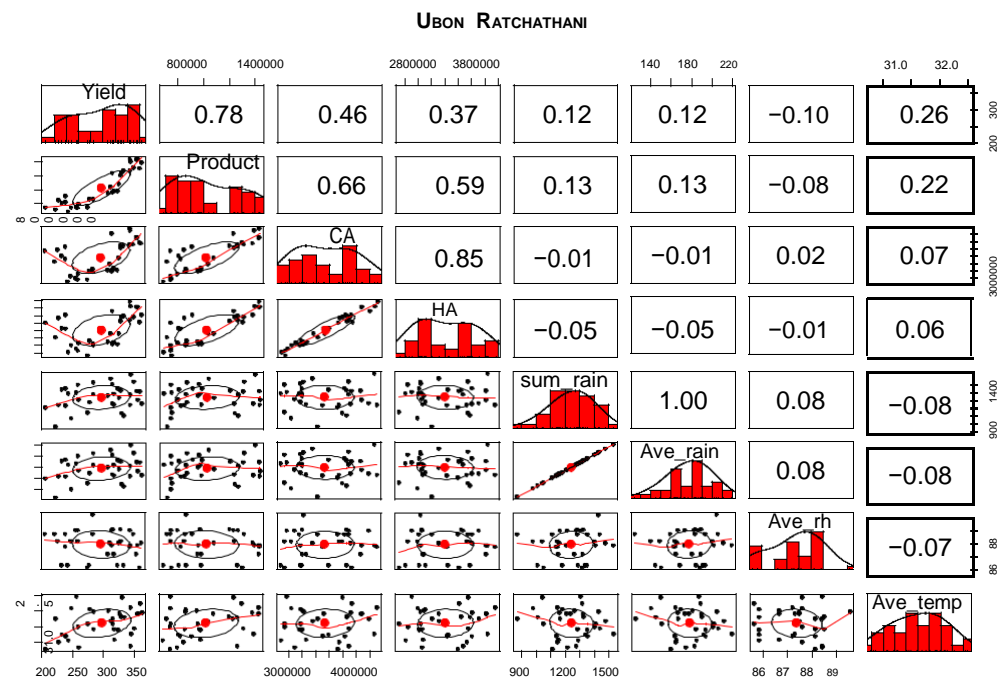 UBON RATCHATHANI
800000 1400000 2800000 3800000 140 180 220 31.0 32.0
Yield 0.78 0.46 0.37 0.12 0.12 −0.10 0.26
200 300
Product 0.66 0.59 0.13 0.13 −0.08 0.22
800000
CA 0.85 −0.01 −0.01 0.02 0.07
3000000
HA −0.05 −0.05 −0.01 0.06
sum_rain 1.00 0.08 −0.08
900 1400
Ave_rain 0.08 −0.08
Ave_rh −0.07
86 88
Ave_temp
200 250 300 350 3000000 4000000 900 1200 1500 86 87 88 89